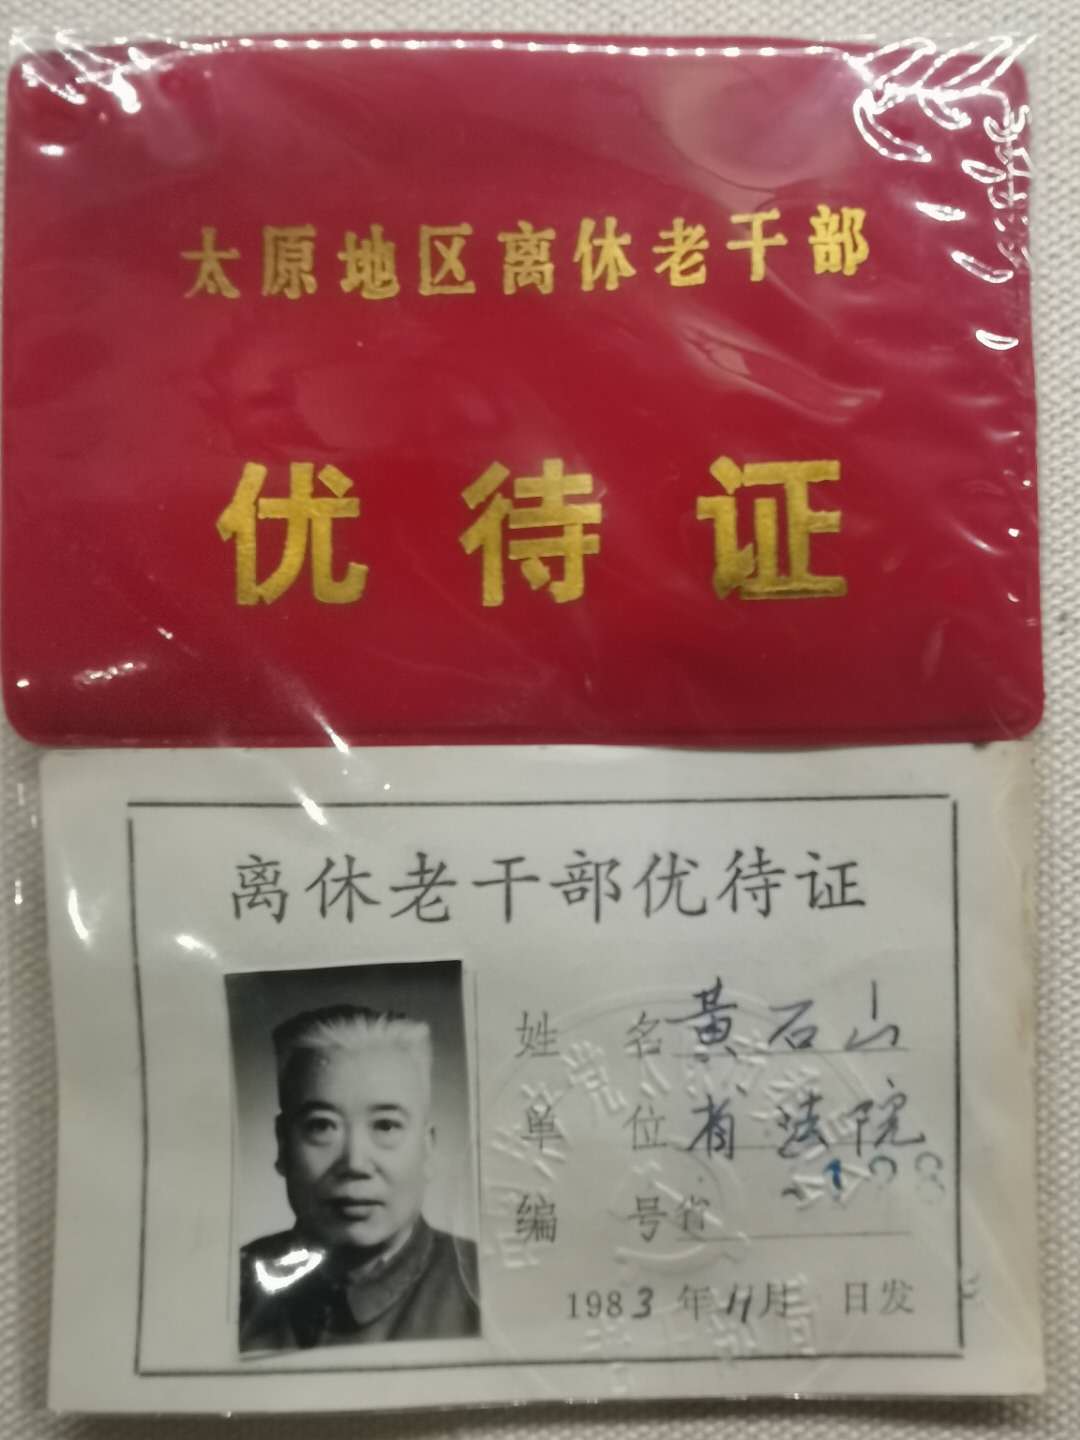 太原地区离休老干部
优待证
离休老干部优待证
姓 名 黄石山
单 位 省法院
编 号 省
1983年11月 日发